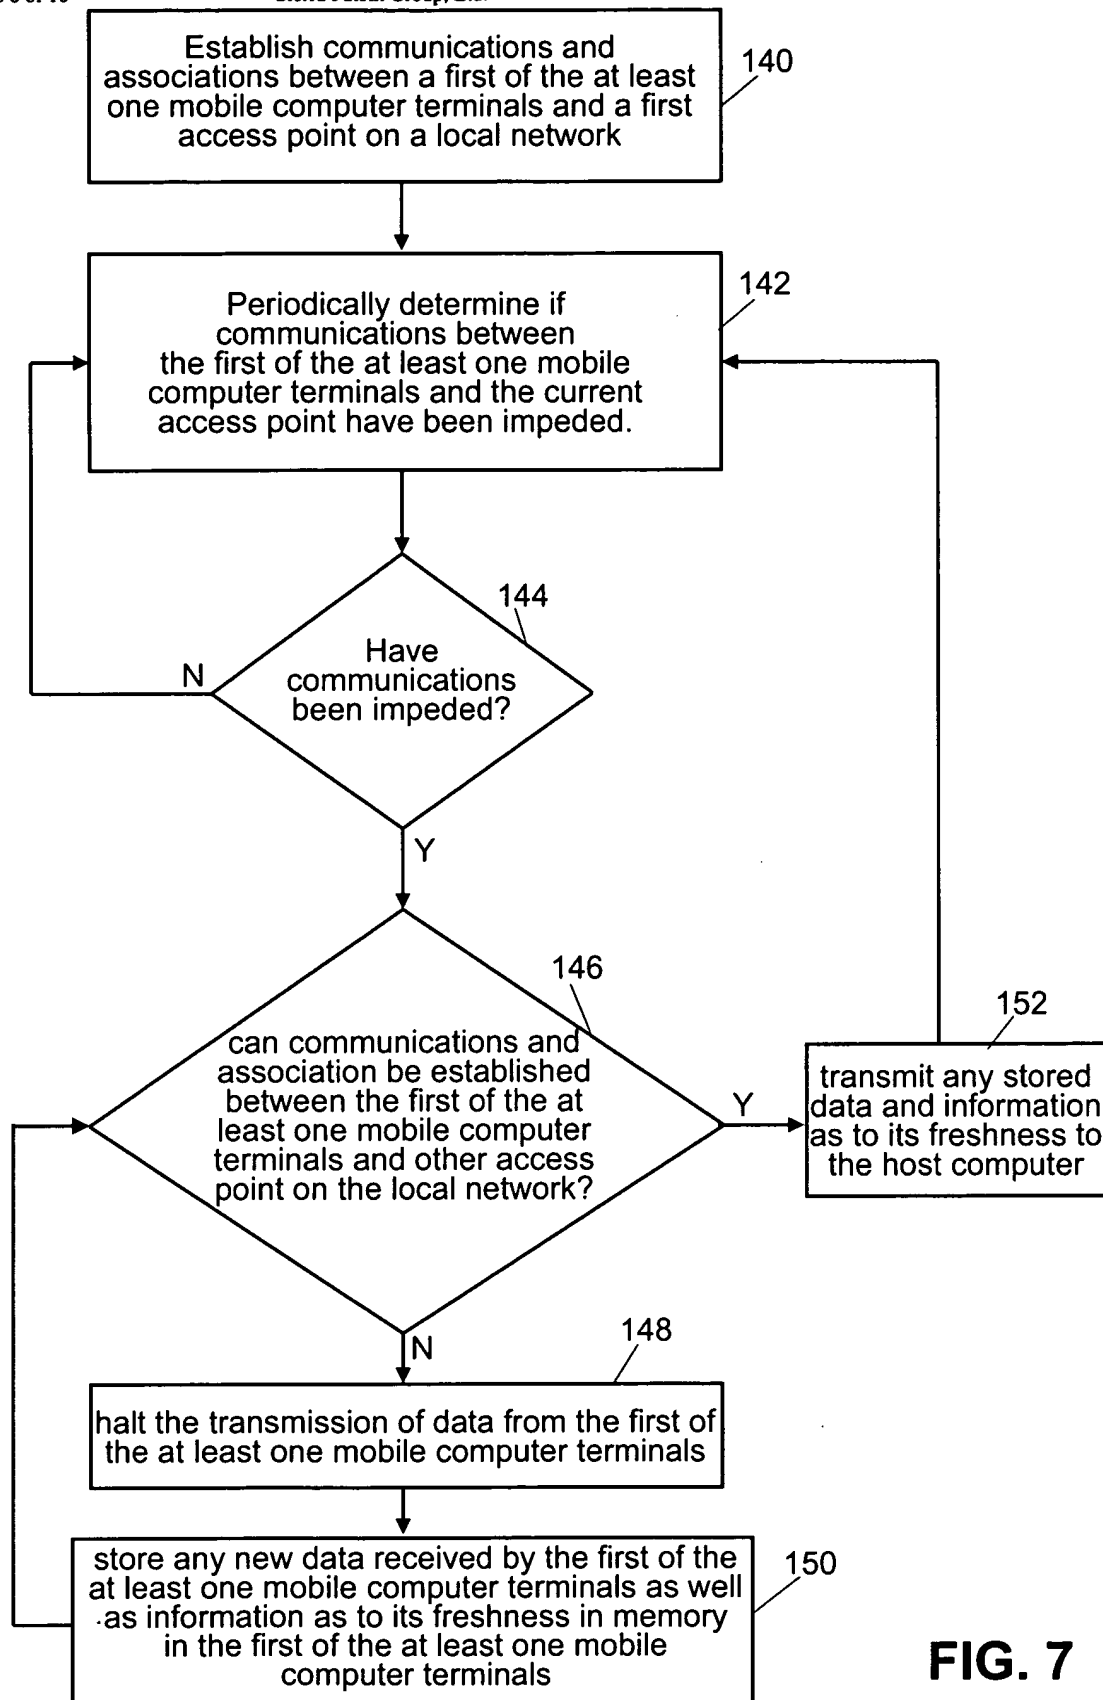 Establish communications and
associations between a first of the at least
one mobile computer terminals and a first
access point on a local network
140
Periodically determine if
communications between
the first of the at least one mobile
computer terminals and the current
access point have been impeded.
142
144
Have
communications
been impeded?
N
Y
146
can communications and
association be established
between the first of the at
least one mobile computer
terminals and other access
point on the local network?
Y
152
transmit any stored
data and information
as to its freshness to
the host computer
N
148
halt the transmission of data from the first of
the at least one mobile computer terminals
150
store any new data received by the first of the
at least one mobile computer terminals as well
as information as to its freshness in memory
in the first of the at least one mobile
computer terminals
FIG. 7